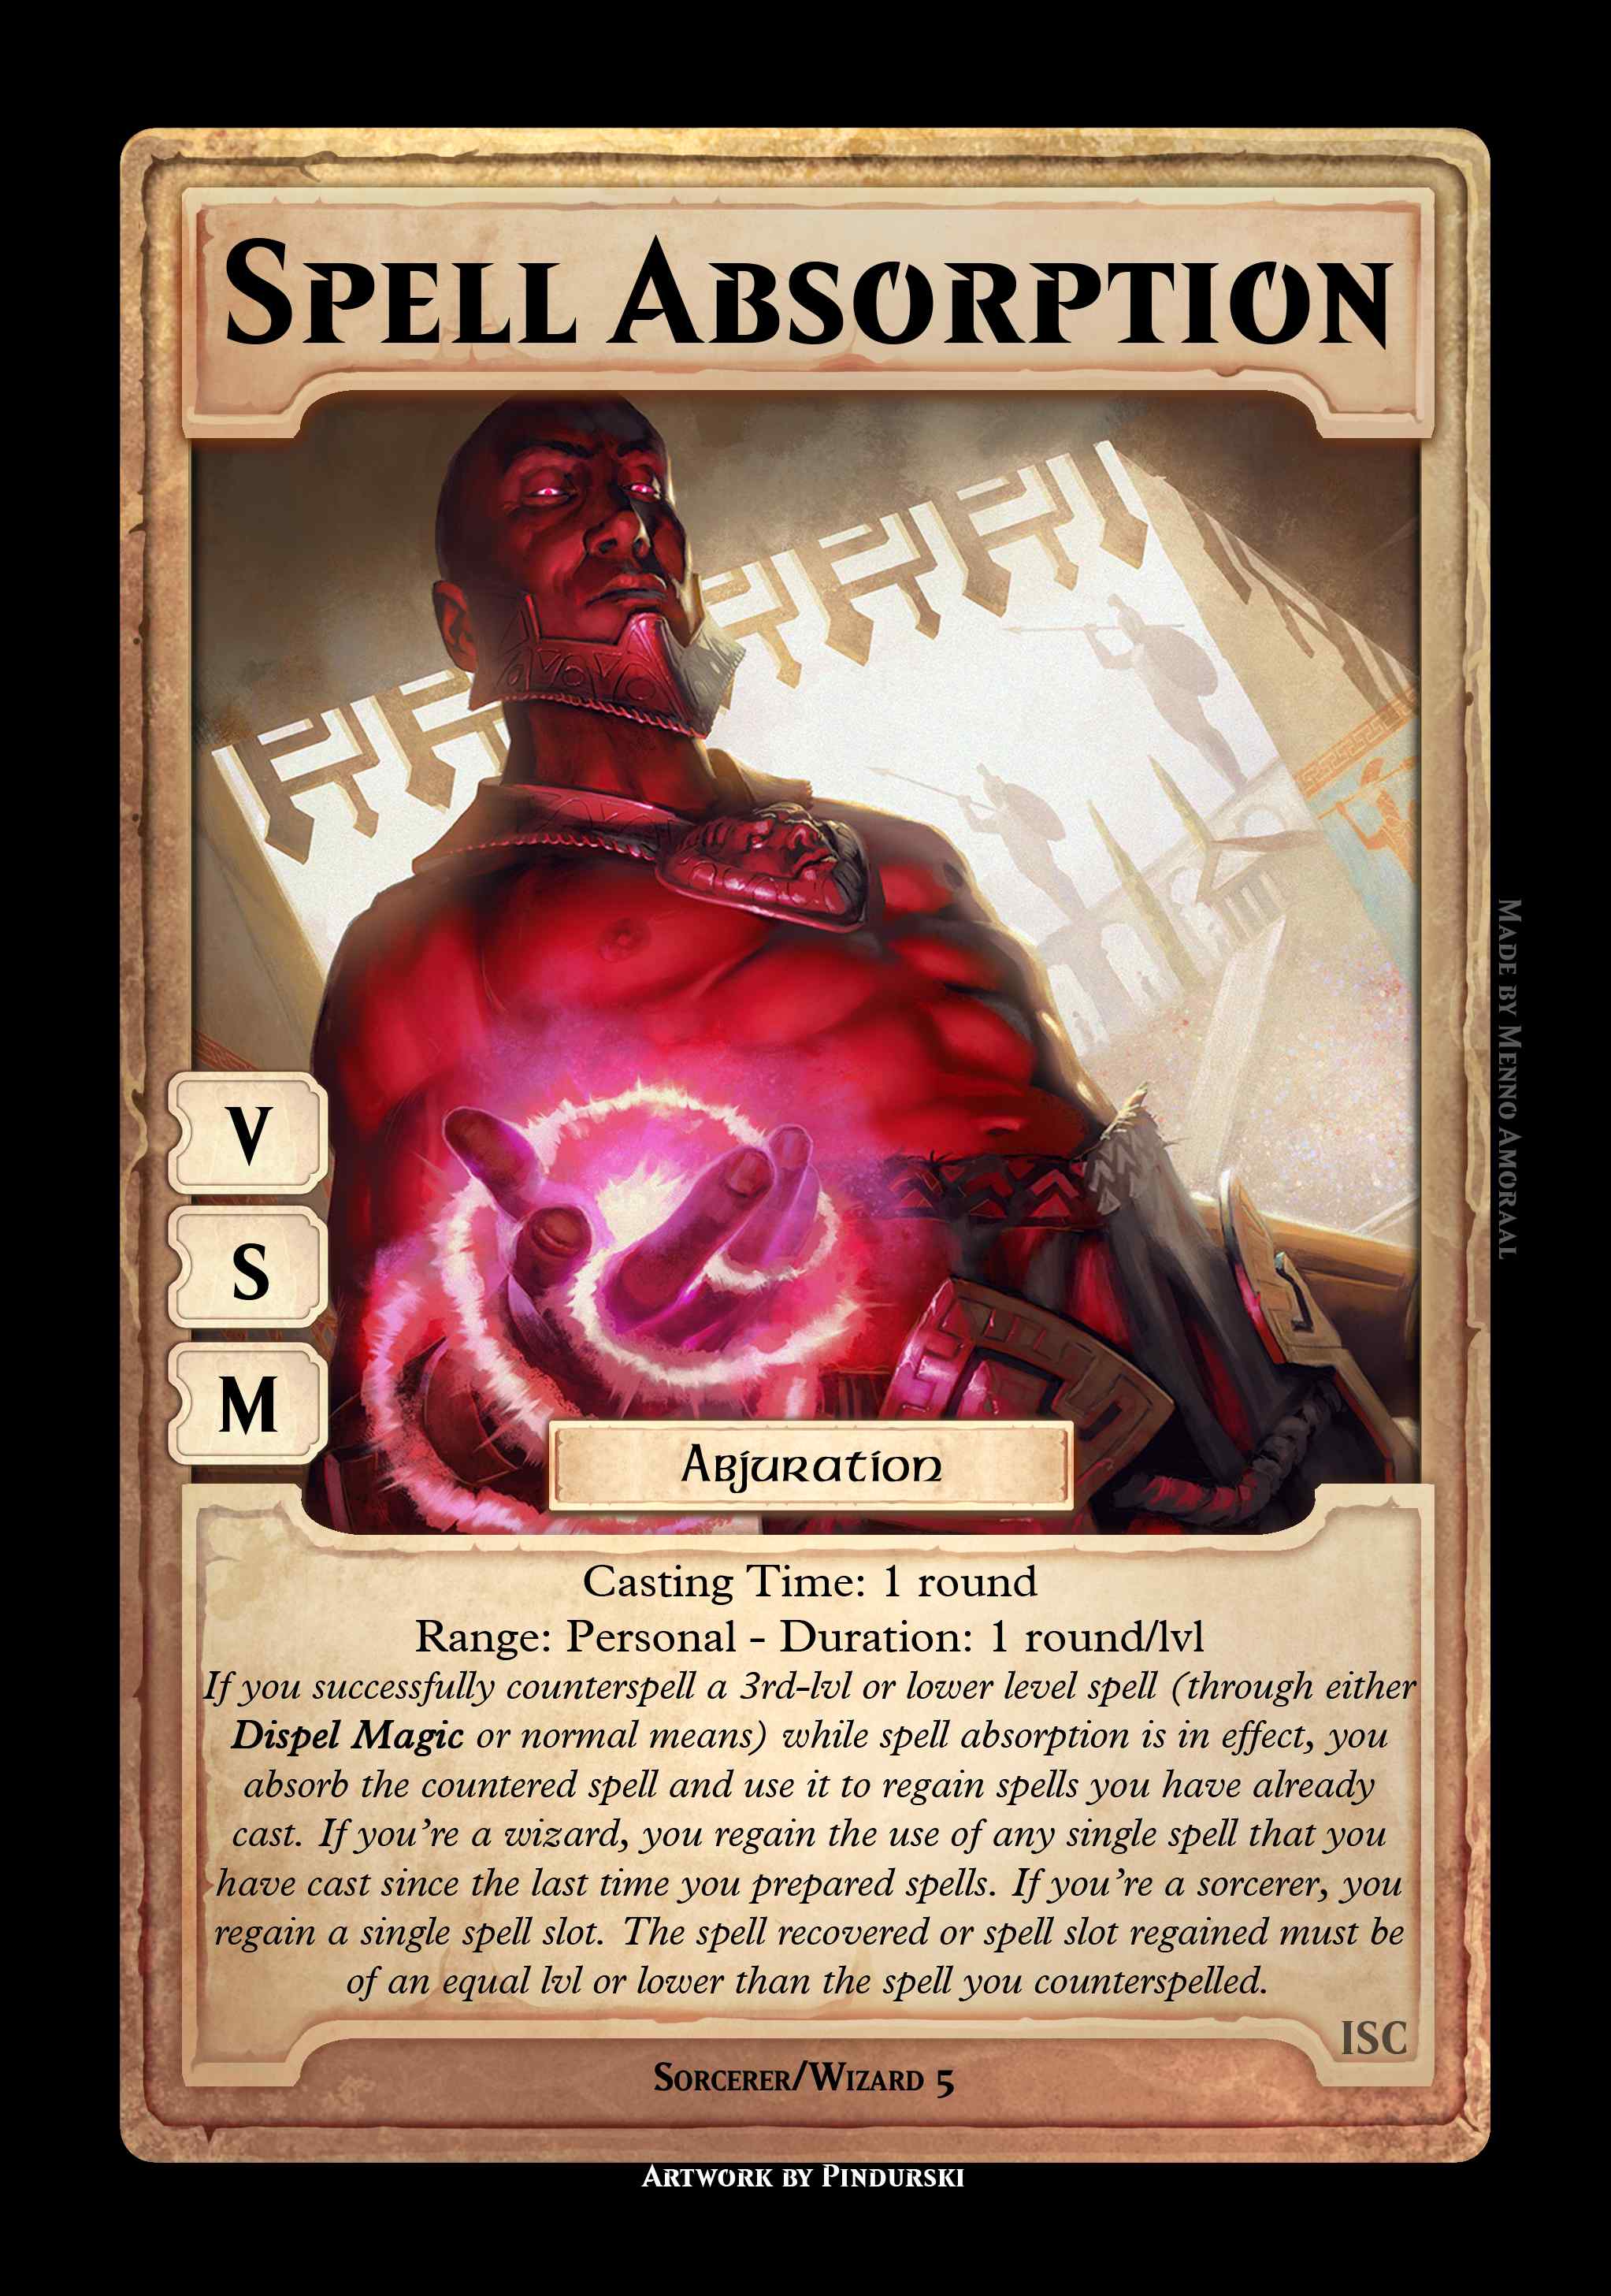 Spell Absorption
V
S
M
Abjuration
Casting Time: 1 round
Range: Personal - Duration: 1 round/lvl
If you successfully counterspell a 3rd-lvl or lower level spell (through either
Dispel Magic or normal means) while spell absorption is in effect, you
absorb the countered spell and use it to regain spells you have already
cast. If you're a wizard, you regain the use of any single spell that you
have cast since the last time you prepared spells. If you're a sorcerer, you
regain a single spell slot. The spell recovered or spell slot regained must be
of an equal lvl or lower than the spell you counterspelled.
ISC
Sorcerer/Wizard 5
Artwork by Pindurski
Made by Menno Amoraal